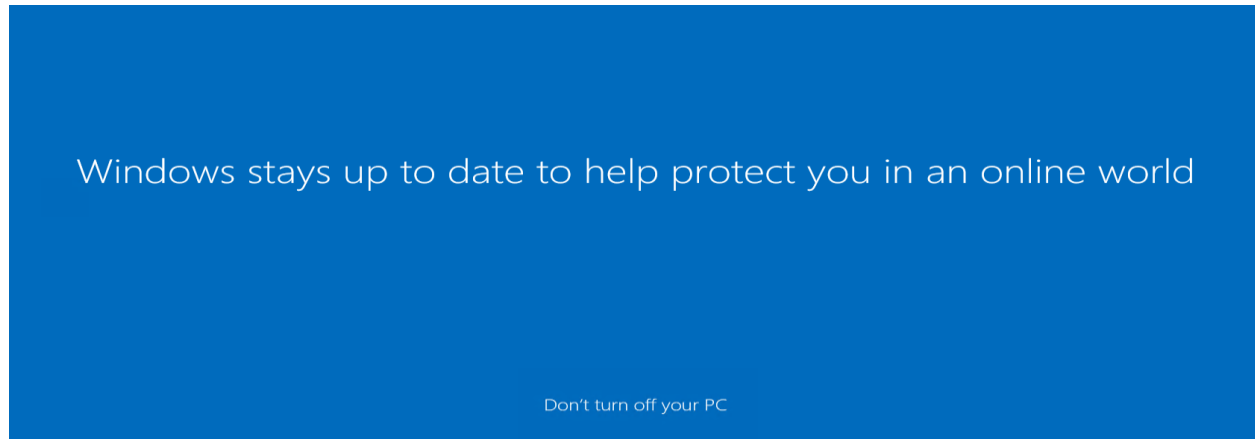 Windows stays up to date to help protect you in an online world
Don’t turn off your PC